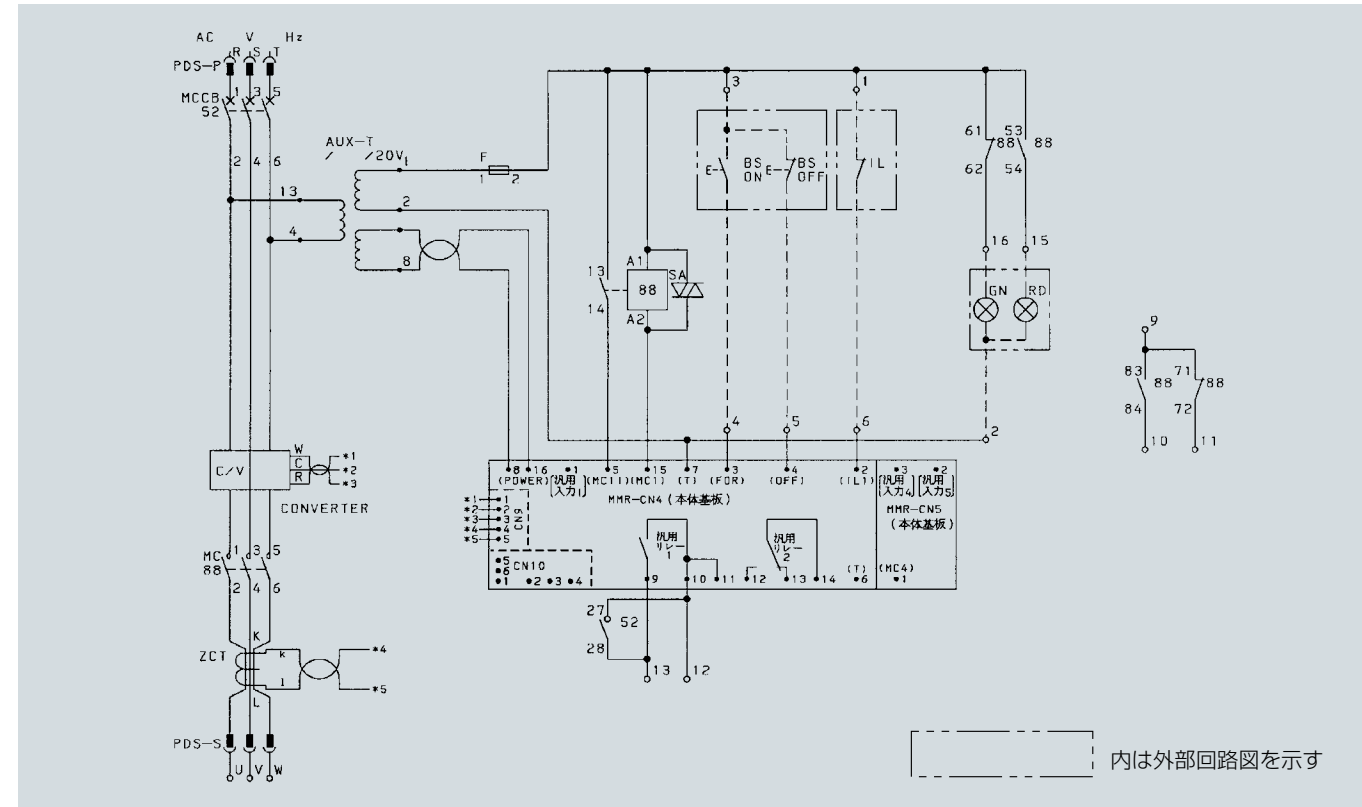 AC V Hz
R S T
PDS-P
1 3 5
MCCB
52
2 4 6
AUX-T
/ /20V
1
F
1 2
13
2
4
8
3
1
E
BS
ON
E
BS
OFF
IL
61
88
62
53
88
54
16
15
GN
RD
2
13
14
A1
88
A2
SA
4
5
6
9
83
88
84
71
88
72
10
11
C/V
W
C
R
*1
*2
*3
CONVERTER
8 16 1 5 15 7 3 4 2 3 2
(POWER) [汎用入力1] (MC11) (MC1) (T) (FOR) (OFF) (IL1) [汎用入力4] [汎用入力5]
MMR-CN4 (本体基板)
MMR-CN5
(本体基板)
*1 1
*2 2
*3 3
*4 4
*5 5
CN9
5
6
1
CN10
2 3 4
汎用
リレー
1
汎用
リレー
2
9 10 11 12 13 14
(T)
6
(MC4)
1
27
52
28
13
12
MC
88
1 3 5
2 4 6
K
ZCT
k
l
L
*4
*5
PDS-S
U V W
内は外部回路図を示す